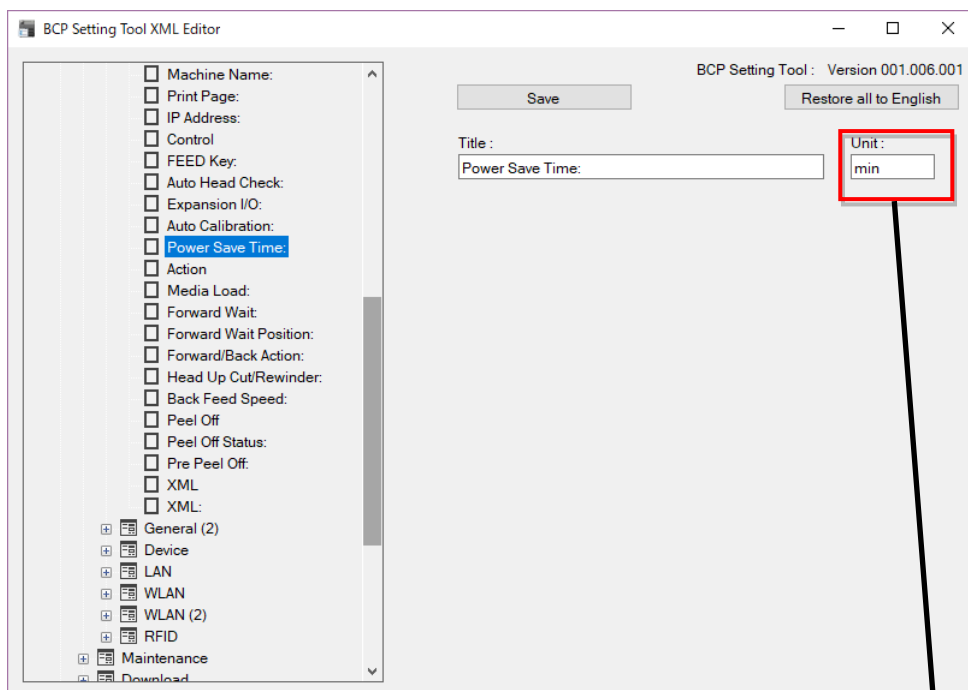 BCP Setting Tool XML Editor
BCP Setting Tool : Version 001.006.001
Save
Restore all to English
Title :
Unit :
Power Save Time:
min
Machine Name:
Print Page:
IP Address:
Control
FEED Key:
Auto Head Check:
Expansion I/O:
Auto Calibration:
Power Save Time:
Action
Media Load:
Forward Wait:
Forward Wait Position:
Forward/Back Action:
Head Up Cut/Rewinder:
Back Feed Speed:
Peel Off
Peel Off Status:
Pre Peel Off:
XML
XML:
General (2)
Device
LAN
WLAN
WLAN (2)
RFID
Maintenance
Download